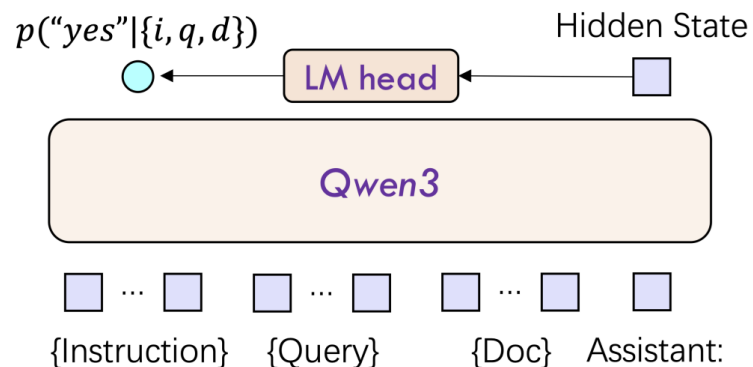 p(“yes”|{i, q, d})
Hidden State
LM head
Qwen3
... ... ...
{Instruction} {Query} {Doc} Assistant: